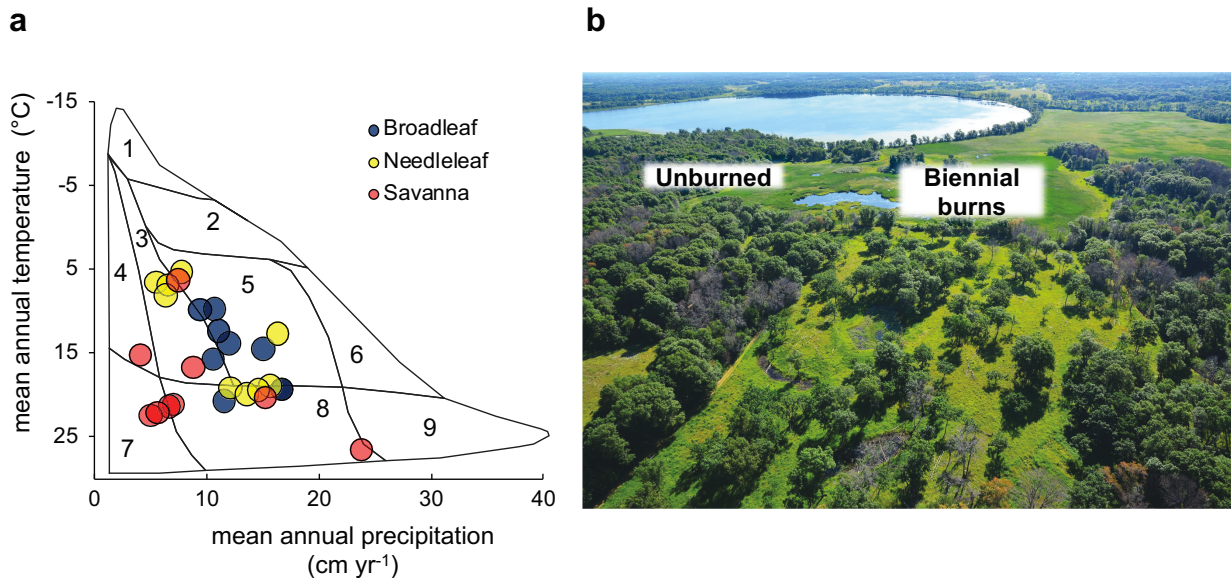 a
b
-15
-5
5
15
25
mean annual temperature (°C)
Broadleaf
Needleleaf
Savanna
1
2
3
4
5
6
7
8
9
0
10
20
30
40
mean annual precipitation
(cm yr-1)
Unburned
Biennial
burns